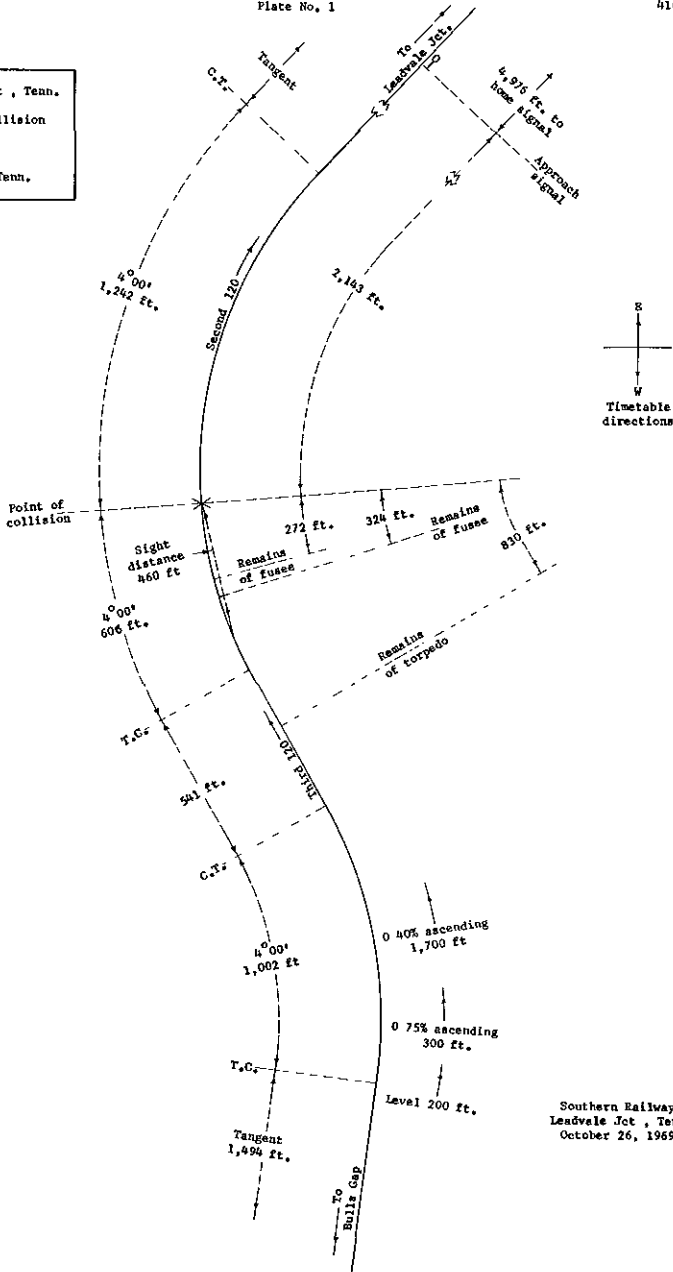 Plate No. 1
, Tenn.
Tenn.
To
Leadvale Jct.
Tangent
C.T.
4,976 ft. to
home signal
Approach
signal
4°00'
1,242 ft.
2,143 ft.
Second 120
E
W
Timetable
directions
Point of
collision
272 ft.
324 ft.
Remains
of fusee
830 ft.
Sight
distance
460 ft
Remains
of fusee
4°00'
606 ft.
Remains
of torpedo
T.C.
Third 120
541 ft.
C.T.
0 40% ascending
1,700 ft
4°00'
1,002 ft
0 75% ascending
300 ft.
T.C.
Level 200 ft.
Tangent
1,494 ft.
To
Bulls Gap
Southern Railway
Leadvale Jct , Te
October 26, 1969